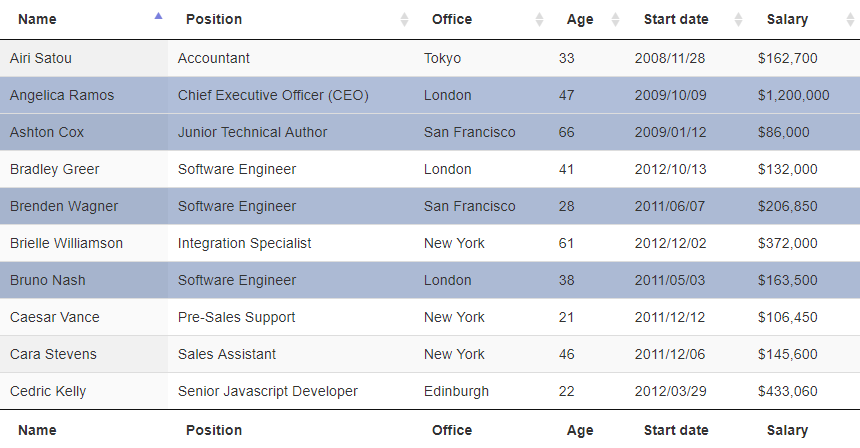 Name Position Office Age Start date Salary
Airi Satou Accountant Tokyo 33 2008/11/28 $162,700
Angelica Ramos Chief Executive Officer (CEO) London 47 2009/10/09 $1,200,000
Ashton Cox Junior Technical Author San Francisco 66 2009/01/12 $86,000
Bradley Greer Software Engineer London 41 2012/10/13 $132,000
Brenden Wagner Software Engineer San Francisco 28 2011/06/07 $206,850
Brielle Williamson Integration Specialist New York 61 2012/12/02 $372,000
Bruno Nash Software Engineer London 38 2011/05/03 $163,500
Caesar Vance Pre-Sales Support New York 21 2011/12/12 $106,450
Cara Stevens Sales Assistant New York 46 2011/12/06 $145,600
Cedric Kelly Senior Javascript Developer Edinburgh 22 2012/03/29 $433,060
Name Position Office Age Start date Salary